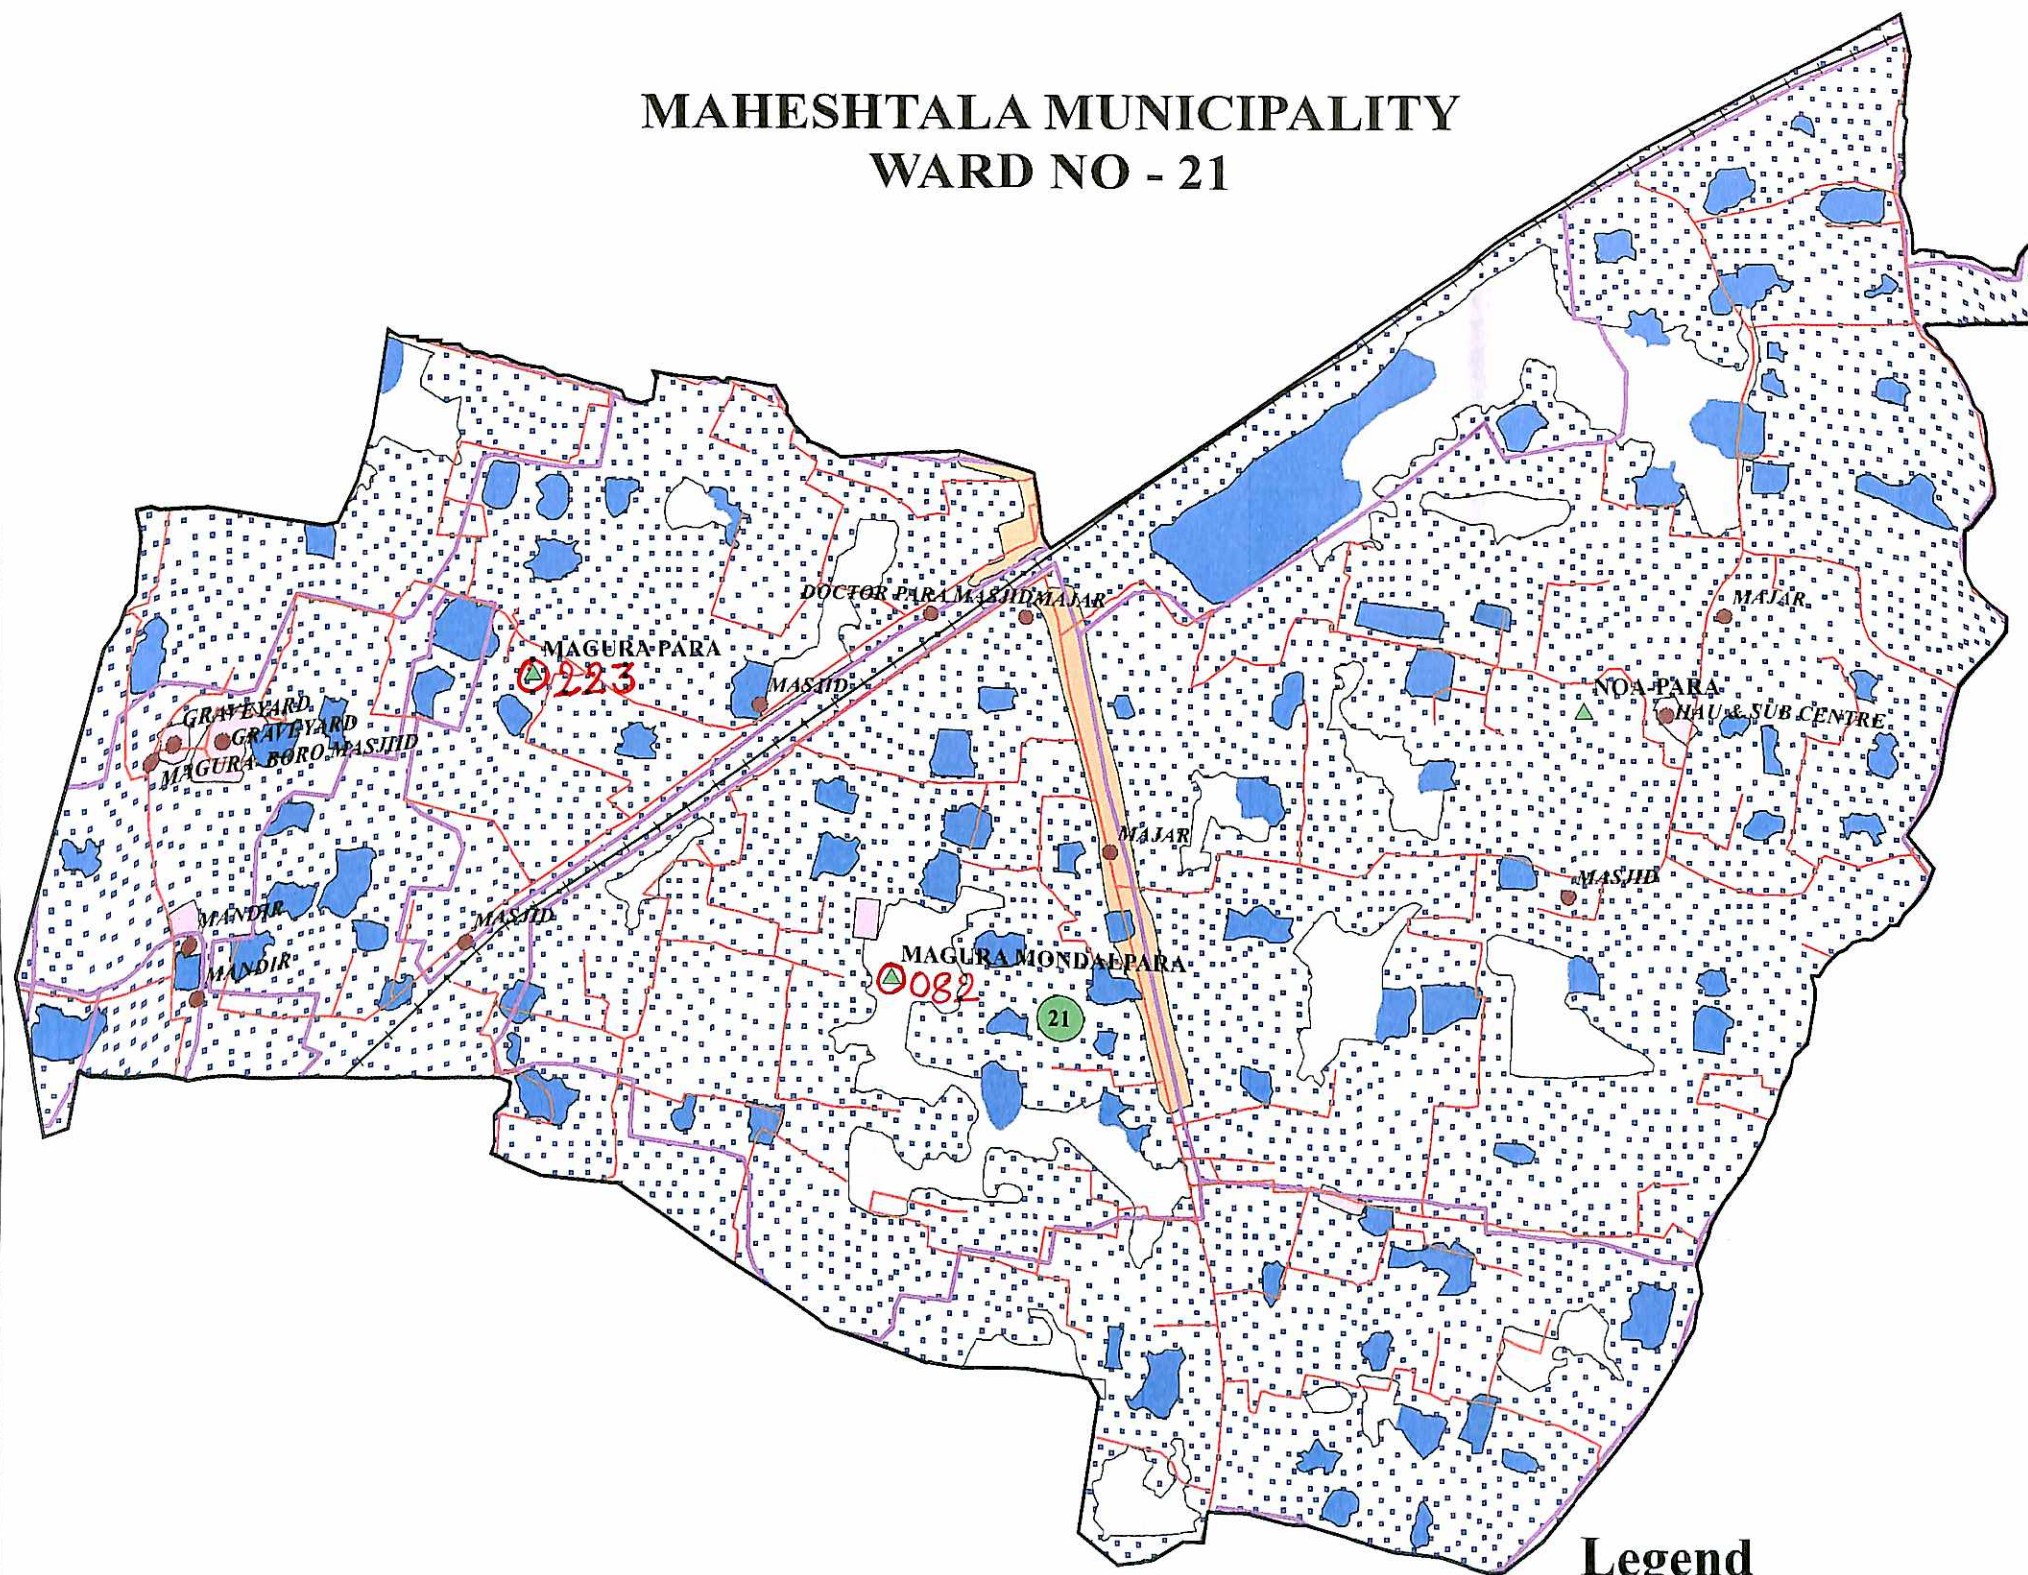 MAHESHTALA MUNICIPALITY
WARD NO - 21
DOCTOR PARA MASJID
MAJAR
MAJAR
MAGURA-PARA
223
MASJID
NOA-PARA
HAU & SUB CENTRE
GRAVEYARD
GRAVEYARD
MAGURA BORO MASJID
MAJAR
MASJID
MANDIR
MASJID
MAGURA MONDALPARA
MANDIR
082
21
Legend